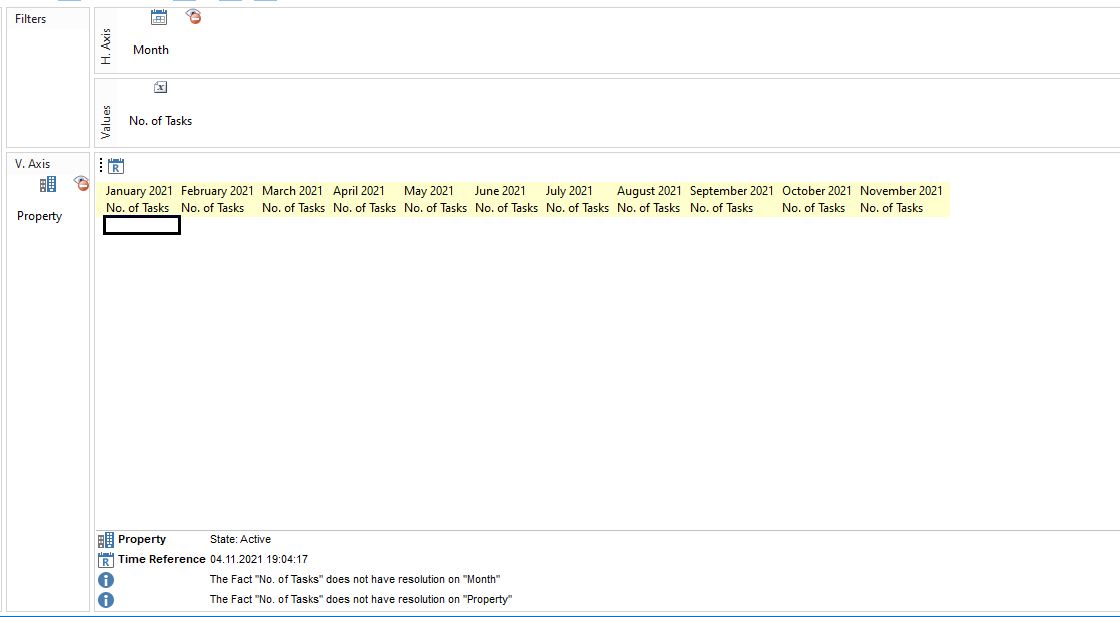 Filters
H. Axis
Month
Values
No. of Tasks
V. Axis
Property
R
January 2021 February 2021 March 2021 April 2021 May 2021 June 2021 July 2021 August 2021 September 2021 October 2021 November 2021
No. of Tasks No. of Tasks No. of Tasks No. of Tasks No. of Tasks No. of Tasks No. of Tasks No. of Tasks No. of Tasks No. of Tasks No. of Tasks
Property State: Active
R Time Reference 04.11.2021 19:04:17
i The Fact "No. of Tasks" does not have resolution on "Month"
i The Fact "No. of Tasks" does not have resolution on "Property"